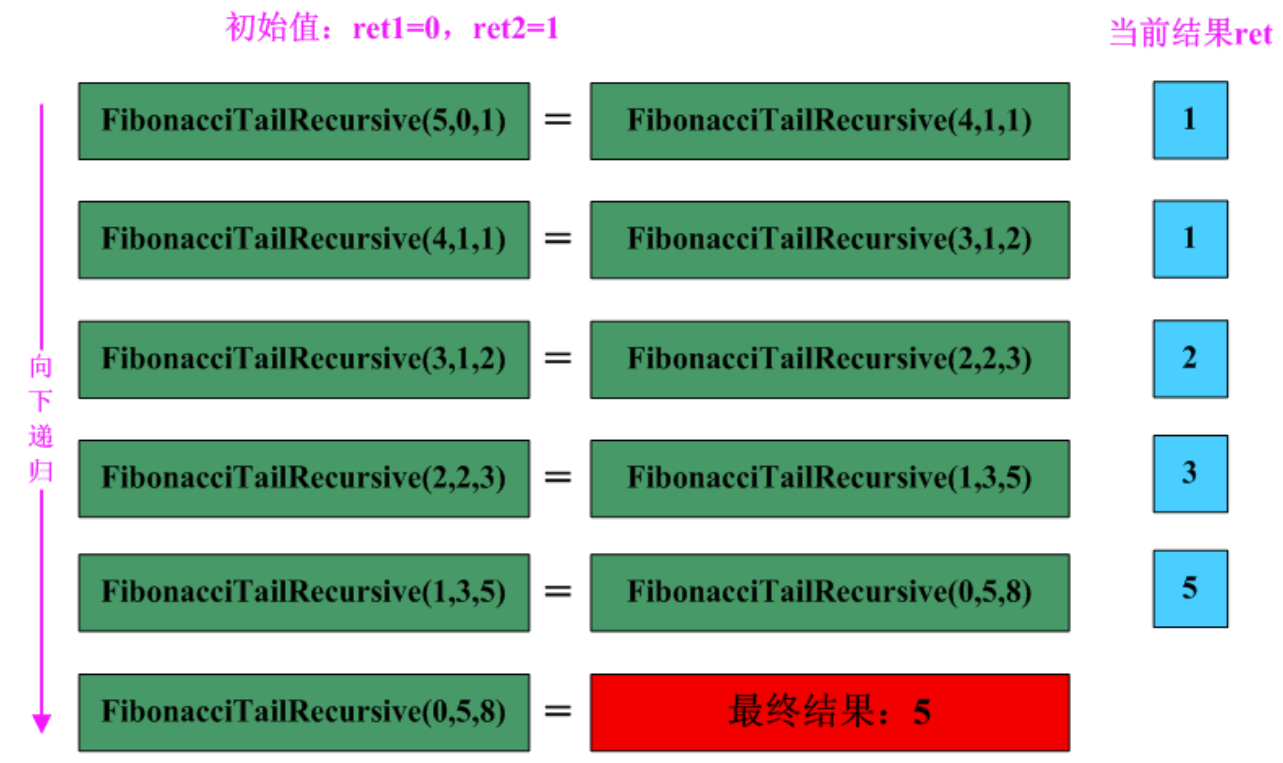 初始值：ret1=0，ret2=1
当前结果ret
FibonacciTailRecursive(5,0,1) = FibonacciTailRecursive(4,1,1) 1
FibonacciTailRecursive(4,1,1) = FibonacciTailRecursive(3,1,2) 1
FibonacciTailRecursive(3,1,2) = FibonacciTailRecursive(2,2,3) 2
FibonacciTailRecursive(2,2,3) = FibonacciTailRecursive(1,3,5) 3
FibonacciTailRecursive(1,3,5) = FibonacciTailRecursive(0,5,8) 5
FibonacciTailRecursive(0,5,8) = 最终结果：5
向下递归